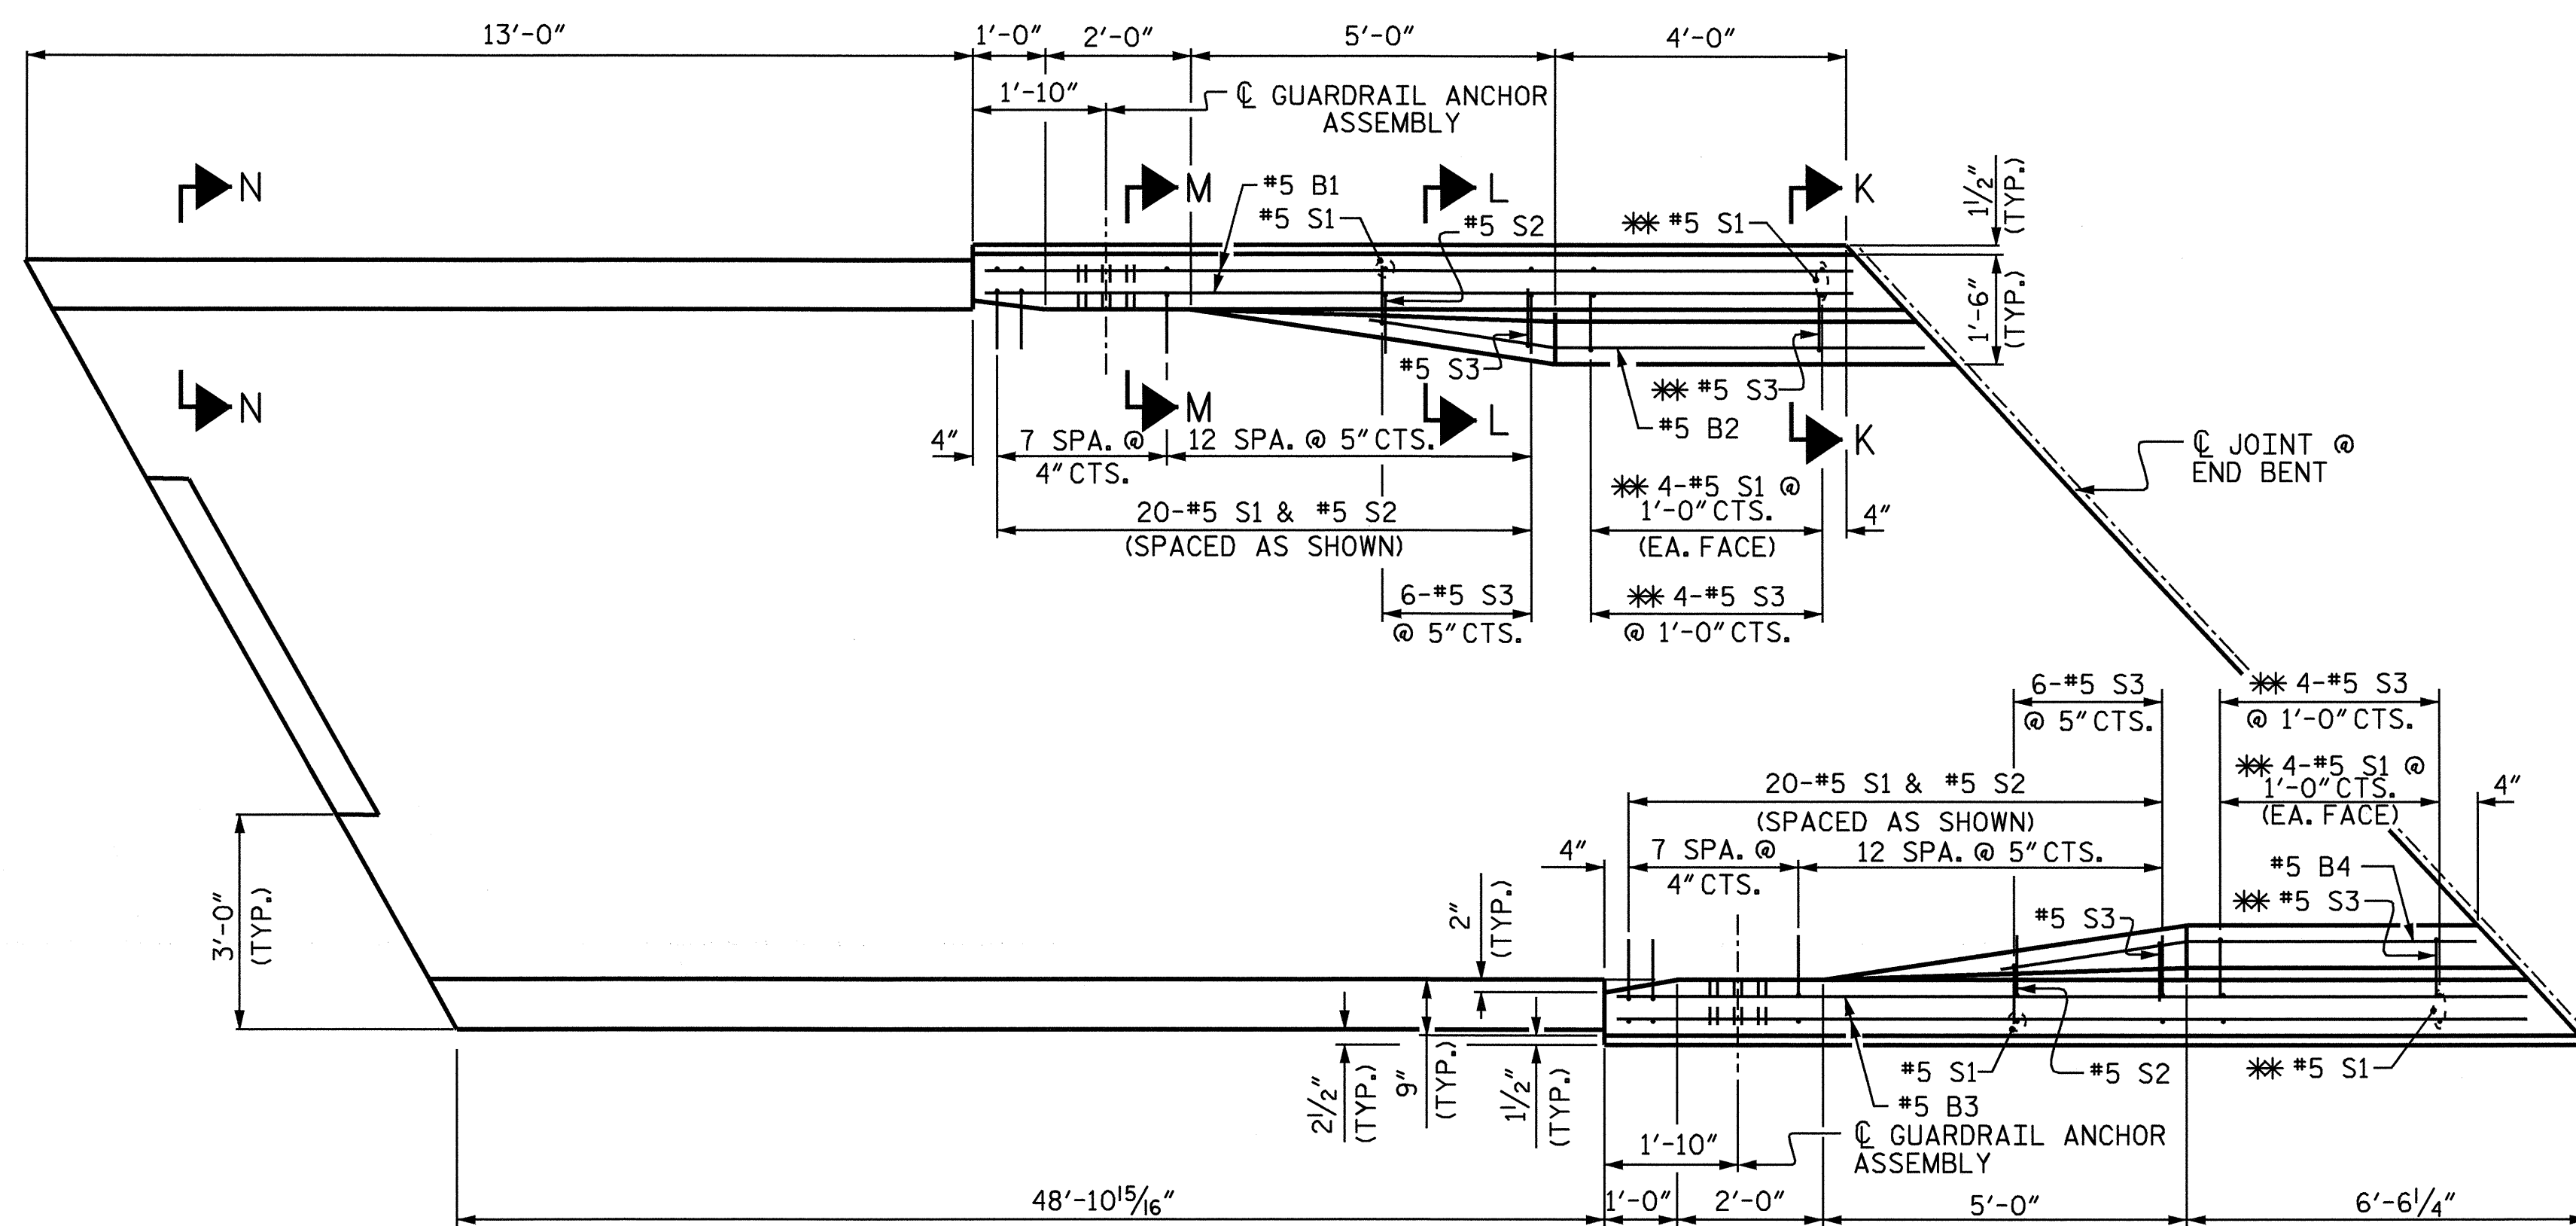 13'-0" 1'-0" 2'-0" 5'-0" 4'-0"
1'-10" ℄ GUARDRAIL ANCHOR
ASSEMBLY
N M L K
#5 B1
#5 S1 #5 S2 ** #5 S1
1½" (TYP.)
1'-6" (TYP.)
#5 S3
** #5 S3
#5 B2
N M L K
4" 7 SPA. @ 12 SPA. @ 5" CTS.
4" CTS.
℄ JOINT @
END BENT
** 4-#5 S1 @
20-#5 S1 & #5 S2 1'-0" CTS. 4"
(SPACED AS SHOWN) (EA. FACE)
6-#5 S3 ** 4-#5 S3
@ 5" CTS. @ 1'-0" CTS.
6-#5 S3 ** 4-#5 S3
@ 5" CTS. @ 1'-0" CTS.
** 4-#5 S1 @
20-#5 S1 & #5 S2 1'-0" CTS. 4"
(SPACED AS SHOWN) (EA. FACE)
4" 7 SPA. @ 12 SPA. @ 5" CTS.
4" CTS.
#5 B4
** #5 S3
#5 S3
3'-0" (TYP.)
2" (TYP.)
2½" (TYP.)
9" (TYP.)
1½" (TYP.)
#5 S1 #5 S2 ** #5 S1
#5 B3
1'-10" ℄ GUARDRAIL ANCHOR
ASSEMBLY
48'-10 15/16" 1'-0" 2'-0" 5'-0" 6'-6¼"